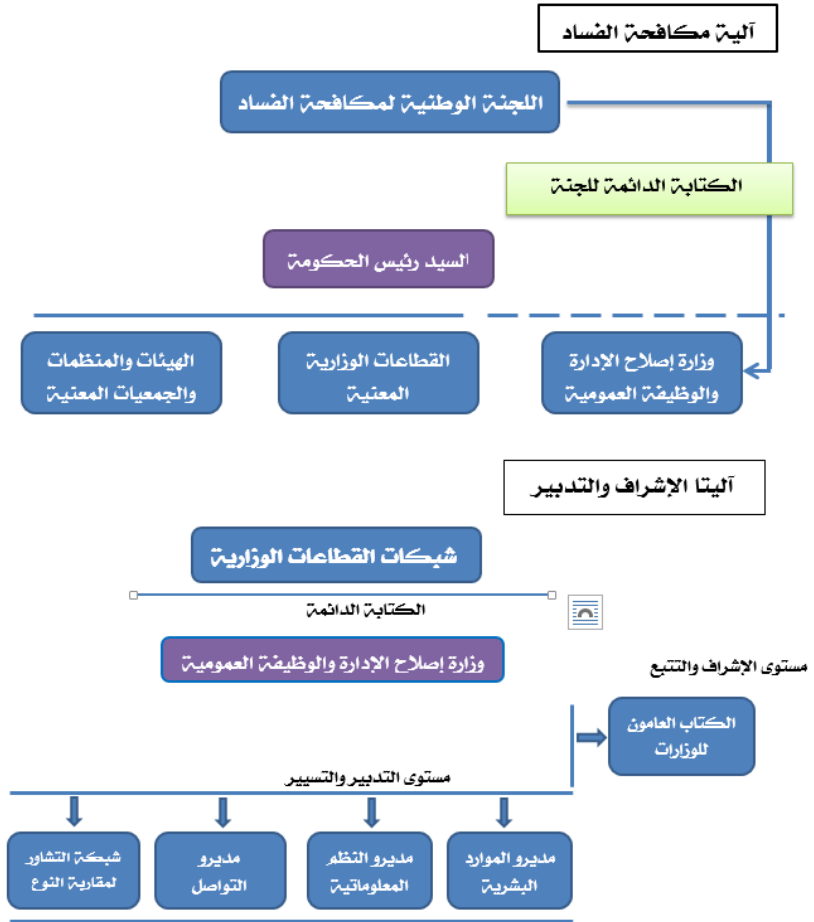 آلية مكافحة الفساد
اللجنة الوطنية لمكافحة الفساد
الكتابة الدائمة للجنة
السيد رئيس الحكومة
وزارة إصلاح الإدارة
والوظيفة العمومية
القطاعات الوزارية
المعنية
الهيئات والمنظمات
والجمعيات المعنية
آليتا الإشراف والتدبير
شبكات القطاعات الوزارية
الكتابة الدائمة
وزارة إصلاح الإدارة والوظيفة العمومية
مستوى الإشراف والتتبع
الكتاب العامون
للوزارات
مستوى التدبير والتسيير
مديرو الموارد
البشرية
مديرو النظم
المعلوماتية
مديرو
التواصل
شبكة التشاور
لمقاربة النوع